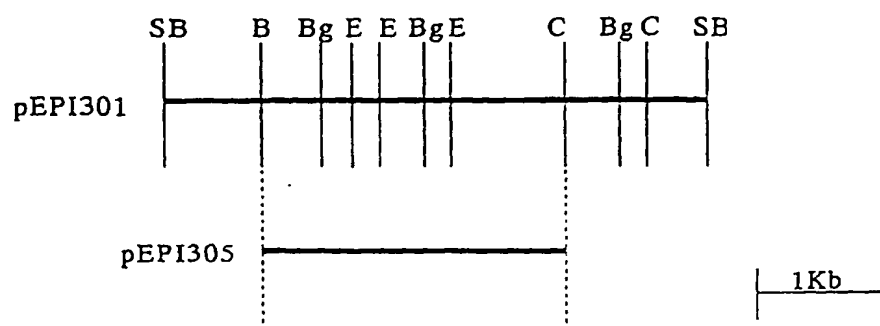 SB B Bg E E Bg E C Bg C SB
pEPI301
pEPI305
1Kb